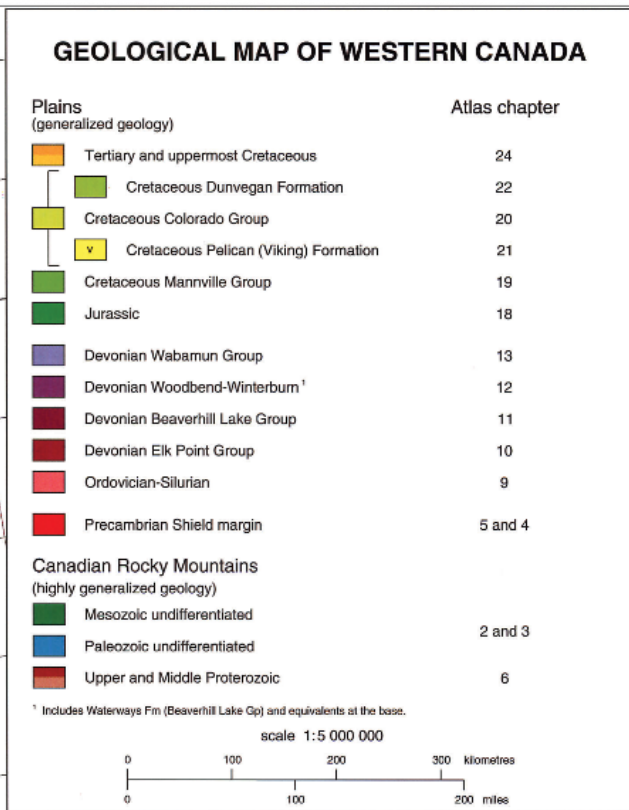 GEOLOGICAL MAP OF WESTERN CANADA
Plains Atlas chapter
(generalized geology)
Tertiary and uppermost Cretaceous 24
Cretaceous Dunvegan Formation 22
Cretaceous Colorado Group 20
v Cretaceous Pelican (Viking) Formation 21
Cretaceous Mannville Group 19
Jurassic 18
Devonian Wabamun Group 13
Devonian Woodbend-Winterburn¹ 12
Devonian Beaverhill Lake Group 11
Devonian Elk Point Group 10
Ordovician-Silurian 9
Precambrian Shield margin 5 and 4
Canadian Rocky Mountains
(highly generalized geology)
Mesozoic undifferentiated
2 and 3
Paleozoic undifferentiated
Upper and Middle Proterozoic 6
¹ Includes Waterways Fm (Beaverhill Lake Gp) and equivalents at the base.
scale 1:5 000 000
0 100 200 300 kilometres
0 100 200 miles